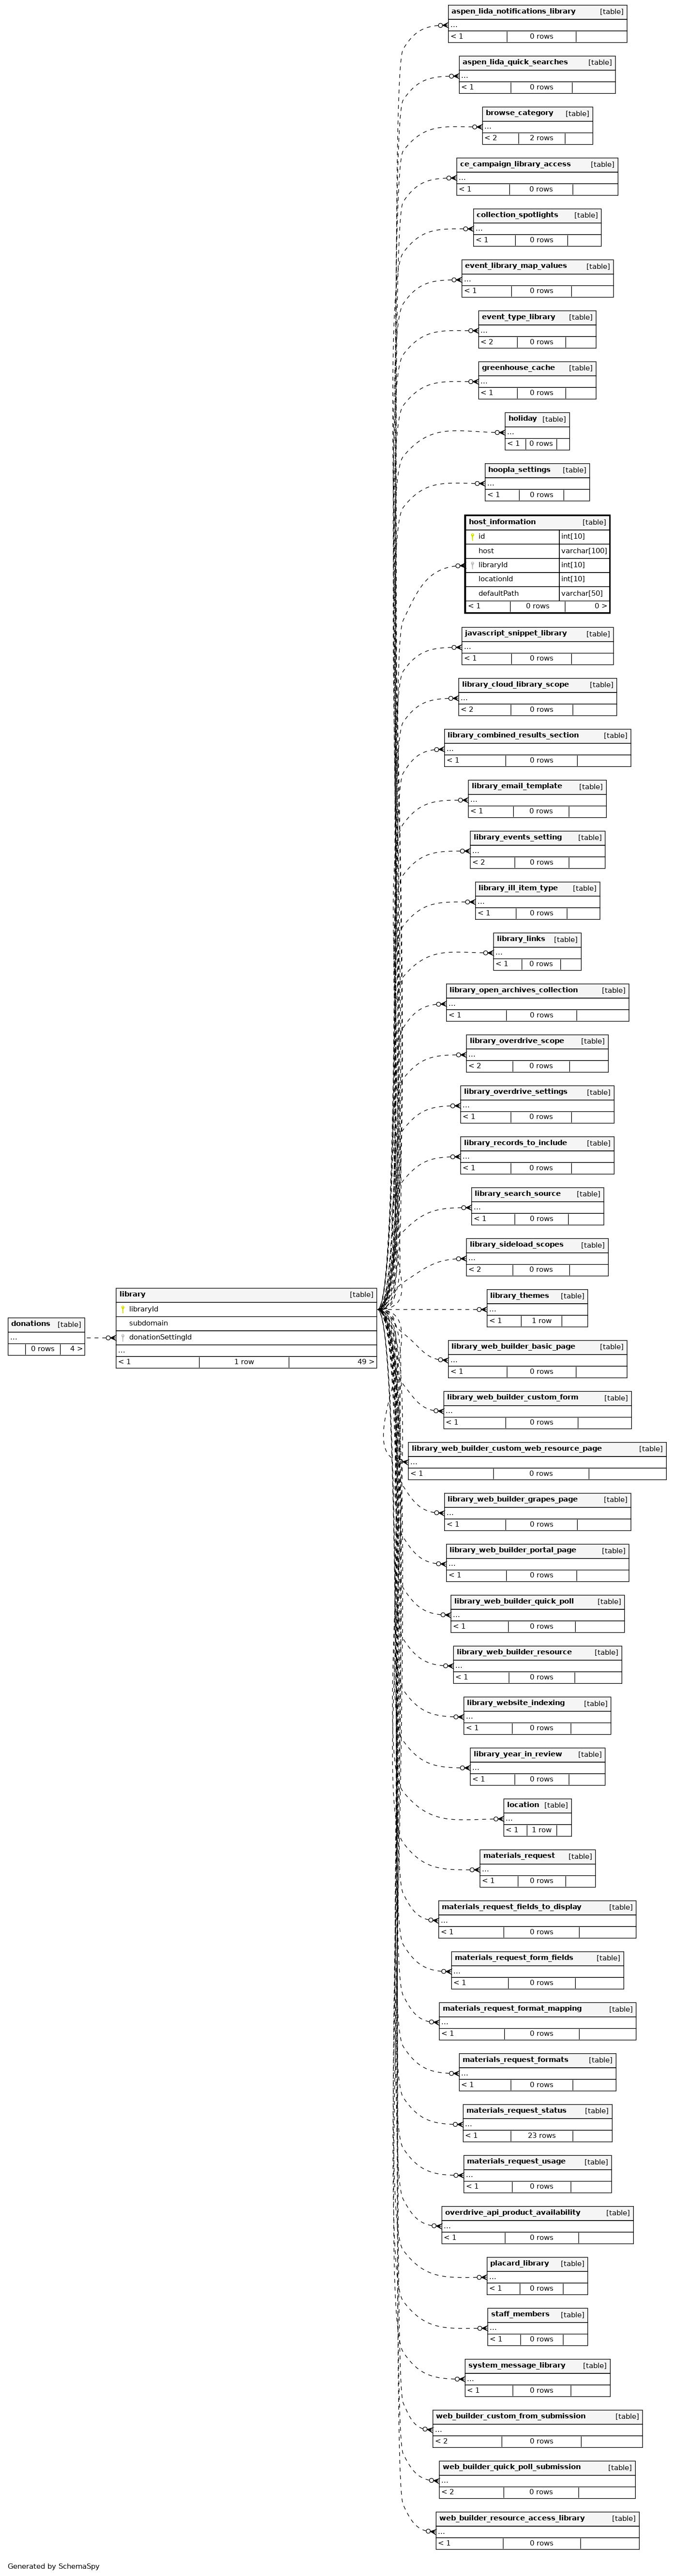 aspen_lida_notifications_library [table]
...
< 1 0 rows
aspen_lida_quick_searches [table]
...
< 1 0 rows
browse_category [table]
...
< 2 2 rows
ce_campaign_library_access [table]
...
< 1 0 rows
collection_spotlights [table]
...
< 1 0 rows
event_library_map_values [table]
...
< 1 0 rows
event_type_library [table]
...
< 2 0 rows
greenhouse_cache [table]
...
< 1 0 rows
holiday [table]
...
< 1 0 rows
hoopla_settings [table]
...
< 1 0 rows
host_information [table]
id int[10]
host varchar[100]
libraryId int[10]
locationId int[10]
defaultPath varchar[50]
< 1 0 rows 0 >
javascript_snippet_library [table]
...
< 1 0 rows
library_cloud_library_scope [table]
...
< 2 0 rows
library_combined_results_section [table]
...
< 1 0 rows
library_email_template [table]
...
< 1 0 rows
library_events_setting [table]
...
< 2 0 rows
library_ill_item_type [table]
...
< 1 0 rows
library_links [table]
...
< 1 0 rows
library_open_archives_collection [table]
...
< 1 0 rows
library_overdrive_scope [table]
...
< 2 0 rows
library_overdrive_settings [table]
...
< 1 0 rows
library_records_to_include [table]
...
< 1 0 rows
library_search_source [table]
...
< 1 0 rows
library_sideload_scopes [table]
...
< 2 0 rows
donations [table]
...
0 rows 4 >
library [table]
libraryId
subdomain
donationSettingId
...
< 1 1 row 49 >
library_themes [table]
...
< 1 1 row
library_web_builder_basic_page [table]
...
< 1 0 rows
library_web_builder_custom_form [table]
...
< 1 0 rows
library_web_builder_custom_web_resource_page [table]
...
< 1 0 rows
library_web_builder_grapes_page [table]
...
< 1 0 rows
library_web_builder_portal_page [table]
...
< 1 0 rows
library_web_builder_quick_poll [table]
...
< 1 0 rows
library_web_builder_resource [table]
...
< 1 0 rows
library_website_indexing [table]
...
< 1 0 rows
library_year_in_review [table]
...
< 1 0 rows
location [table]
...
< 1 1 row
materials_request [table]
...
< 1 0 rows
materials_request_fields_to_display [table]
...
< 1 0 rows
materials_request_form_fields [table]
...
< 1 0 rows
materials_request_format_mapping [table]
...
< 1 0 rows
materials_request_formats [table]
...
< 1 0 rows
materials_request_status [table]
...
< 1 23 rows
materials_request_usage [table]
...
< 1 0 rows
overdrive_api_product_availability [table]
...
< 1 0 rows
placard_library [table]
...
< 1 0 rows
staff_members [table]
...
< 1 0 rows
system_message_library [table]
...
< 1 0 rows
web_builder_custom_from_submission [table]
...
< 2 0 rows
web_builder_quick_poll_submission [table]
...
< 2 0 rows
web_builder_resource_access_library [table]
...
< 1 0 rows
Generated by SchemaSpy